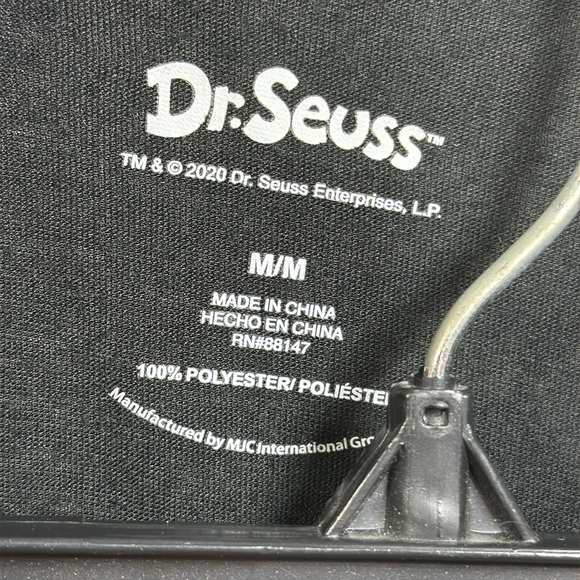 Dr. Seuss™
TM & © 2020 Dr. Seuss Enterprises, L.P.
M/M
MADE IN CHINA
HECHO EN CHINA
RN#88147
100% POLYESTER/ POLIÉSTE
Manufactured by MJC International